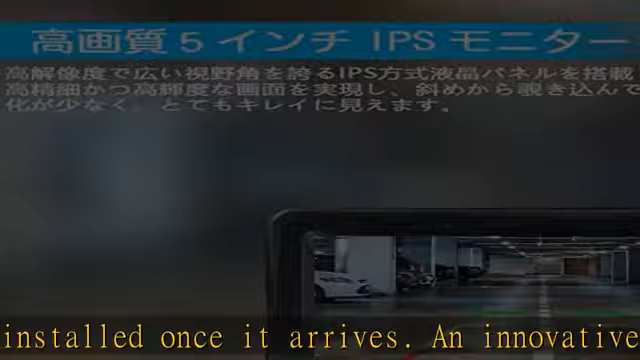 高画質5インチ IPSモニター
高解像度で広い視野角を誇るIPS方式液晶パネルを搭載
高精細かつ高輝度な画面を実現し、斜めから覗き込んで
化が少なく、とてもキレイに見えます。
installed once it arrives. An innovative